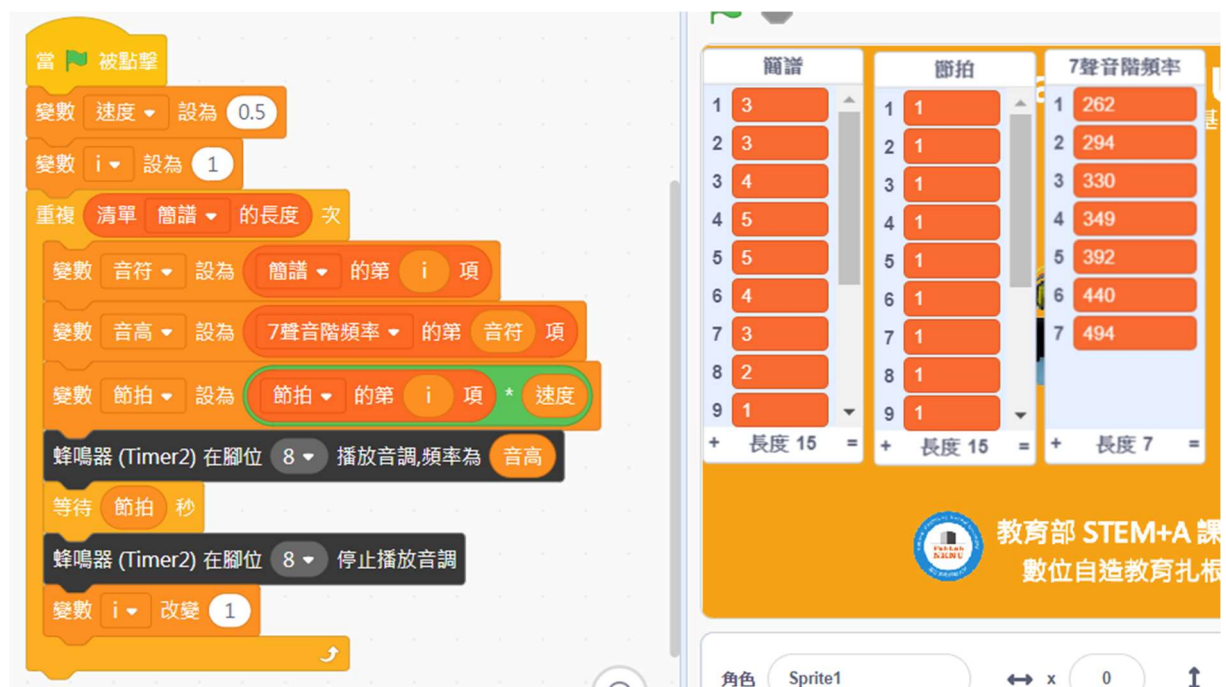 當 被點擊
變數 速度 設為 0.5
變數 i 設為 1
重複 清單 簡譜 的長度 次
變數 音符 設為 簡譜 的第 i 項
變數 音高 設為 7聲音階頻率 的第 音符 項
變數 節拍 設為 節拍 的第 i 項 * 速度
蜂鳴器 (Timer2) 在腳位 8 播放音調,頻率為 音高
等待 節拍 秒
蜂鳴器 (Timer2) 在腳位 8 停止播放音調
變數 i 改變 1
簡譜
1 3
2 3
3 4
4 5
5 5
6 4
7 3
8 2
9 1
+ 長度 15 =
節拍
1 1
2 1
3 1
4 1
5 1
6 1
7 1
8 1
9 1
+ 長度 15 =
7聲音階頻率
1 262
2 294
3 330
4 349
5 392
6 440
7 494
+ 長度 7 =
教育部 STEM+A 課
數位自造教育扎根
角色 Sprite1 x 0